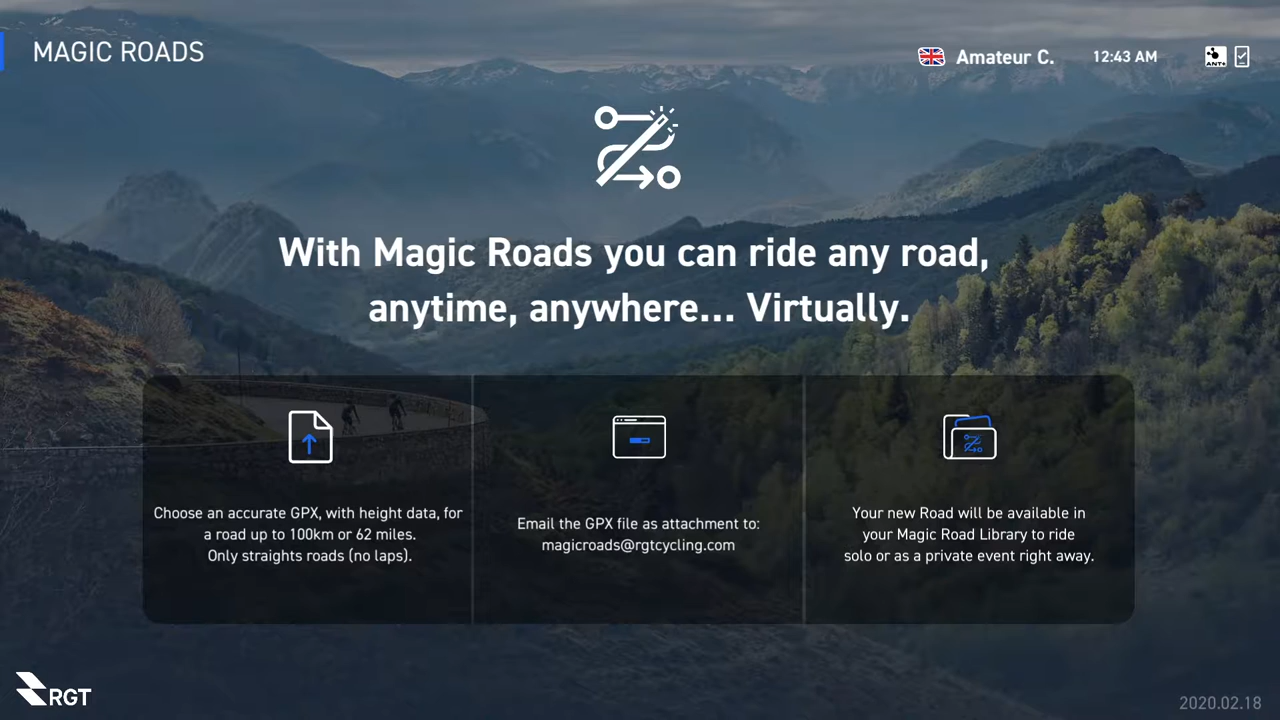 MAGIC ROADS
Amateur C.
12:43 AM
ANT+
With Magic Roads you can ride any road,
anytime, anywhere... Virtually.
Choose an accurate GPX, with height data, for
a road up to 100km or 62 miles.
Only straights roads (no laps).
Email the GPX file as attachment to:
magicroads@rgtcycling.com
Your new Road will be available in
your Magic Road Library to ride
solo or as a private event right away.
RGT
2020.02.18